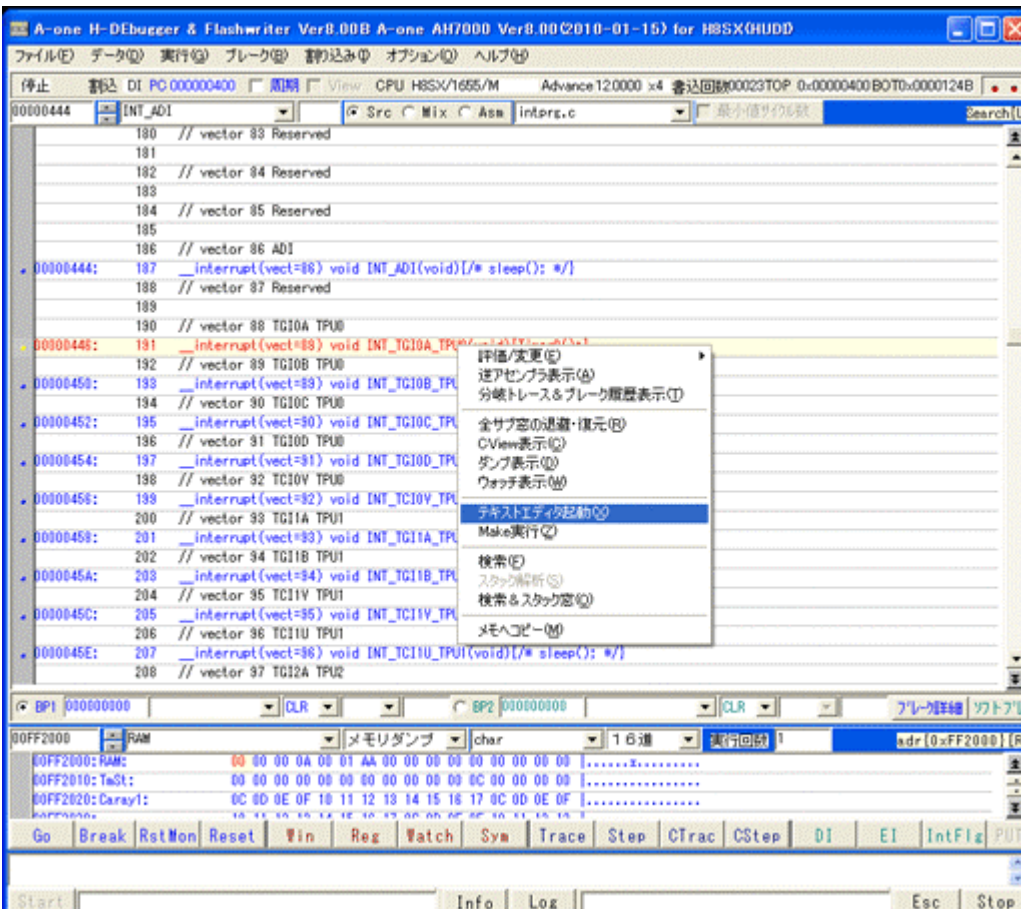 A-one H-DEbugger & Flashwriter Ver8.00B A-one AH7000 Ver8.00(2010-01-15) for H8SX(HUDI)
ファイル(F) データ(D) 実行(G) ブレーク(B) 割り込み(I) オプション(O) ヘルプ(H)
停止 割込 DI PC 000000400 周期 View CPU H8SX/1655/M Advance 12.0000 x4 書込回数00023TOP 0x00000400 BOT0x0000124B
00000444 INT_ADI Src Mix Asm intprg.c 最小値サイクル数 Search(L
180 // vector 83 Reserved
181
182 // vector 84 Reserved
183
184 // vector 85 Reserved
185
186 // vector 86 ADI
00000444: 187 __interrupt(vect=86) void INT_ADI(void){/* sleep(); */}
188 // vector 87 Reserved
189
190 // vector 88 TGI0A TPU0
00000446: 191 __interrupt(vect=88) void INT_TGI0A_TPU0(void)
192 // vector 89 TGI0B TPU0
00000450: 193 __interrupt(vect=89) void INT_TGI0B_TPU
194 // vector 90 TGI0C TPU0
00000452: 195 __interrupt(vect=90) void INT_TGI0C_TPU
196 // vector 91 TGI0D TPU0
00000454: 197 __interrupt(vect=91) void INT_TGI0D_TPU
198 // vector 92 TCI0V TPU0
00000456: 199 __interrupt(vect=92) void INT_TCI0V_TPU
200 // vector 93 TGI1A TPU1
00000458: 201 __interrupt(vect=93) void INT_TGI1A_TPU
202 // vector 94 TGI1B TPU1
0000045A: 203 __interrupt(vect=94) void INT_TGI1B_TPU
204 // vector 95 TCI1V TPU1
0000045C: 205 __interrupt(vect=95) void INT_TCI1V_TPU
206 // vector 96 TCI1U TPU1
0000045E: 207 __interrupt(vect=96) void INT_TCI1U_TPU1(void){/* sleep(); */}
208 // vector 97 TGI2A TPU2
評価/変更(E)
逆アセンブラ表示(A)
分岐トレース&ブレーク履歴表示(T)
全サブ窓の退避・復元(R)
CView表示(C)
ダンプ表示(D)
ウォッチ表示(W)
テキストエディタ起動(X)
Make実行(Z)
検索(F)
スタック解析(S)
検索&スタック窓(Q)
メモへコピー(M)
BP1 000000000 CLR BP2 000000000 CLR ブレーク詳細 ソフトブレ
00FF2000 RAM メモリダンプ char 16進 実行回数 1 adr(0xFF2000)[R
00FF2000:RAM: 00 00 00 0A 00 01 AA 00 00 00 00 00 00 00 00 00
00FF2010:TmSt: 00 00 00 00 00 00 00 00 00 0C 00 00 00 00 00
00FF2020:Caray1: 0C 0D 0E 0F 10 11 12 13 14 15 16 17 0C 0D 0E 0F
Go Break RstMon Reset Win Reg Watch Sym Trace Step CTrac CStep DI EI IntFlg PUT
Start Info Log Esc Stop